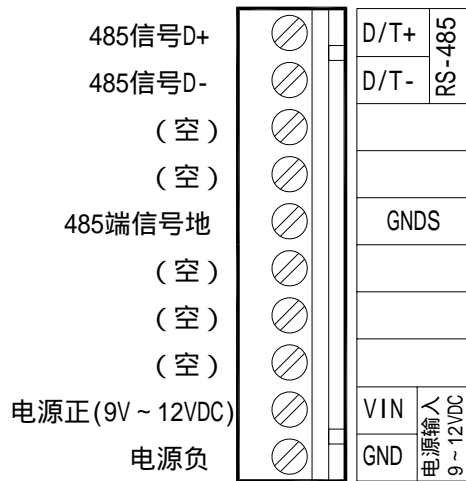 485信号D+
D/T+
485信号D-
D/T-
RS-485
(空)
(空)
485端信号地
GNDS
(空)
(空)
(空)
电源正(9V~12VDC)
VIN
电源负
GND
电源输入
9~12VDC